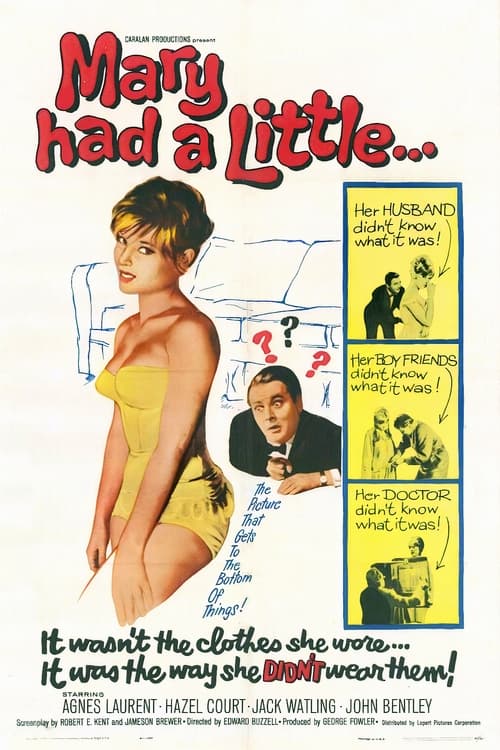 CARALAN PRODUCTIONS present
Mary
had a Little...
Her HUSBAND
didn't know
what it was!
? ? ?
Her BOY FRIENDS
didn't know
what it was!
The
Picture
That
Gets
To
The
Bottom
Of
Things!
Her DOCTOR
didn't know
what it was!
It wasn't the clothes she wore...
It was the way she DIDN'T wear them!
STARRING
AGNES LAURENT · HAZEL COURT · JACK WATLING · JOHN BENTLEY
Screenplay by ROBERT E. KENT and JAMESON BREWER · Directed by EDWARD BUZZELL · Produced by GEORGE FOWLER · Distributed by Lopert Pictures Corporation